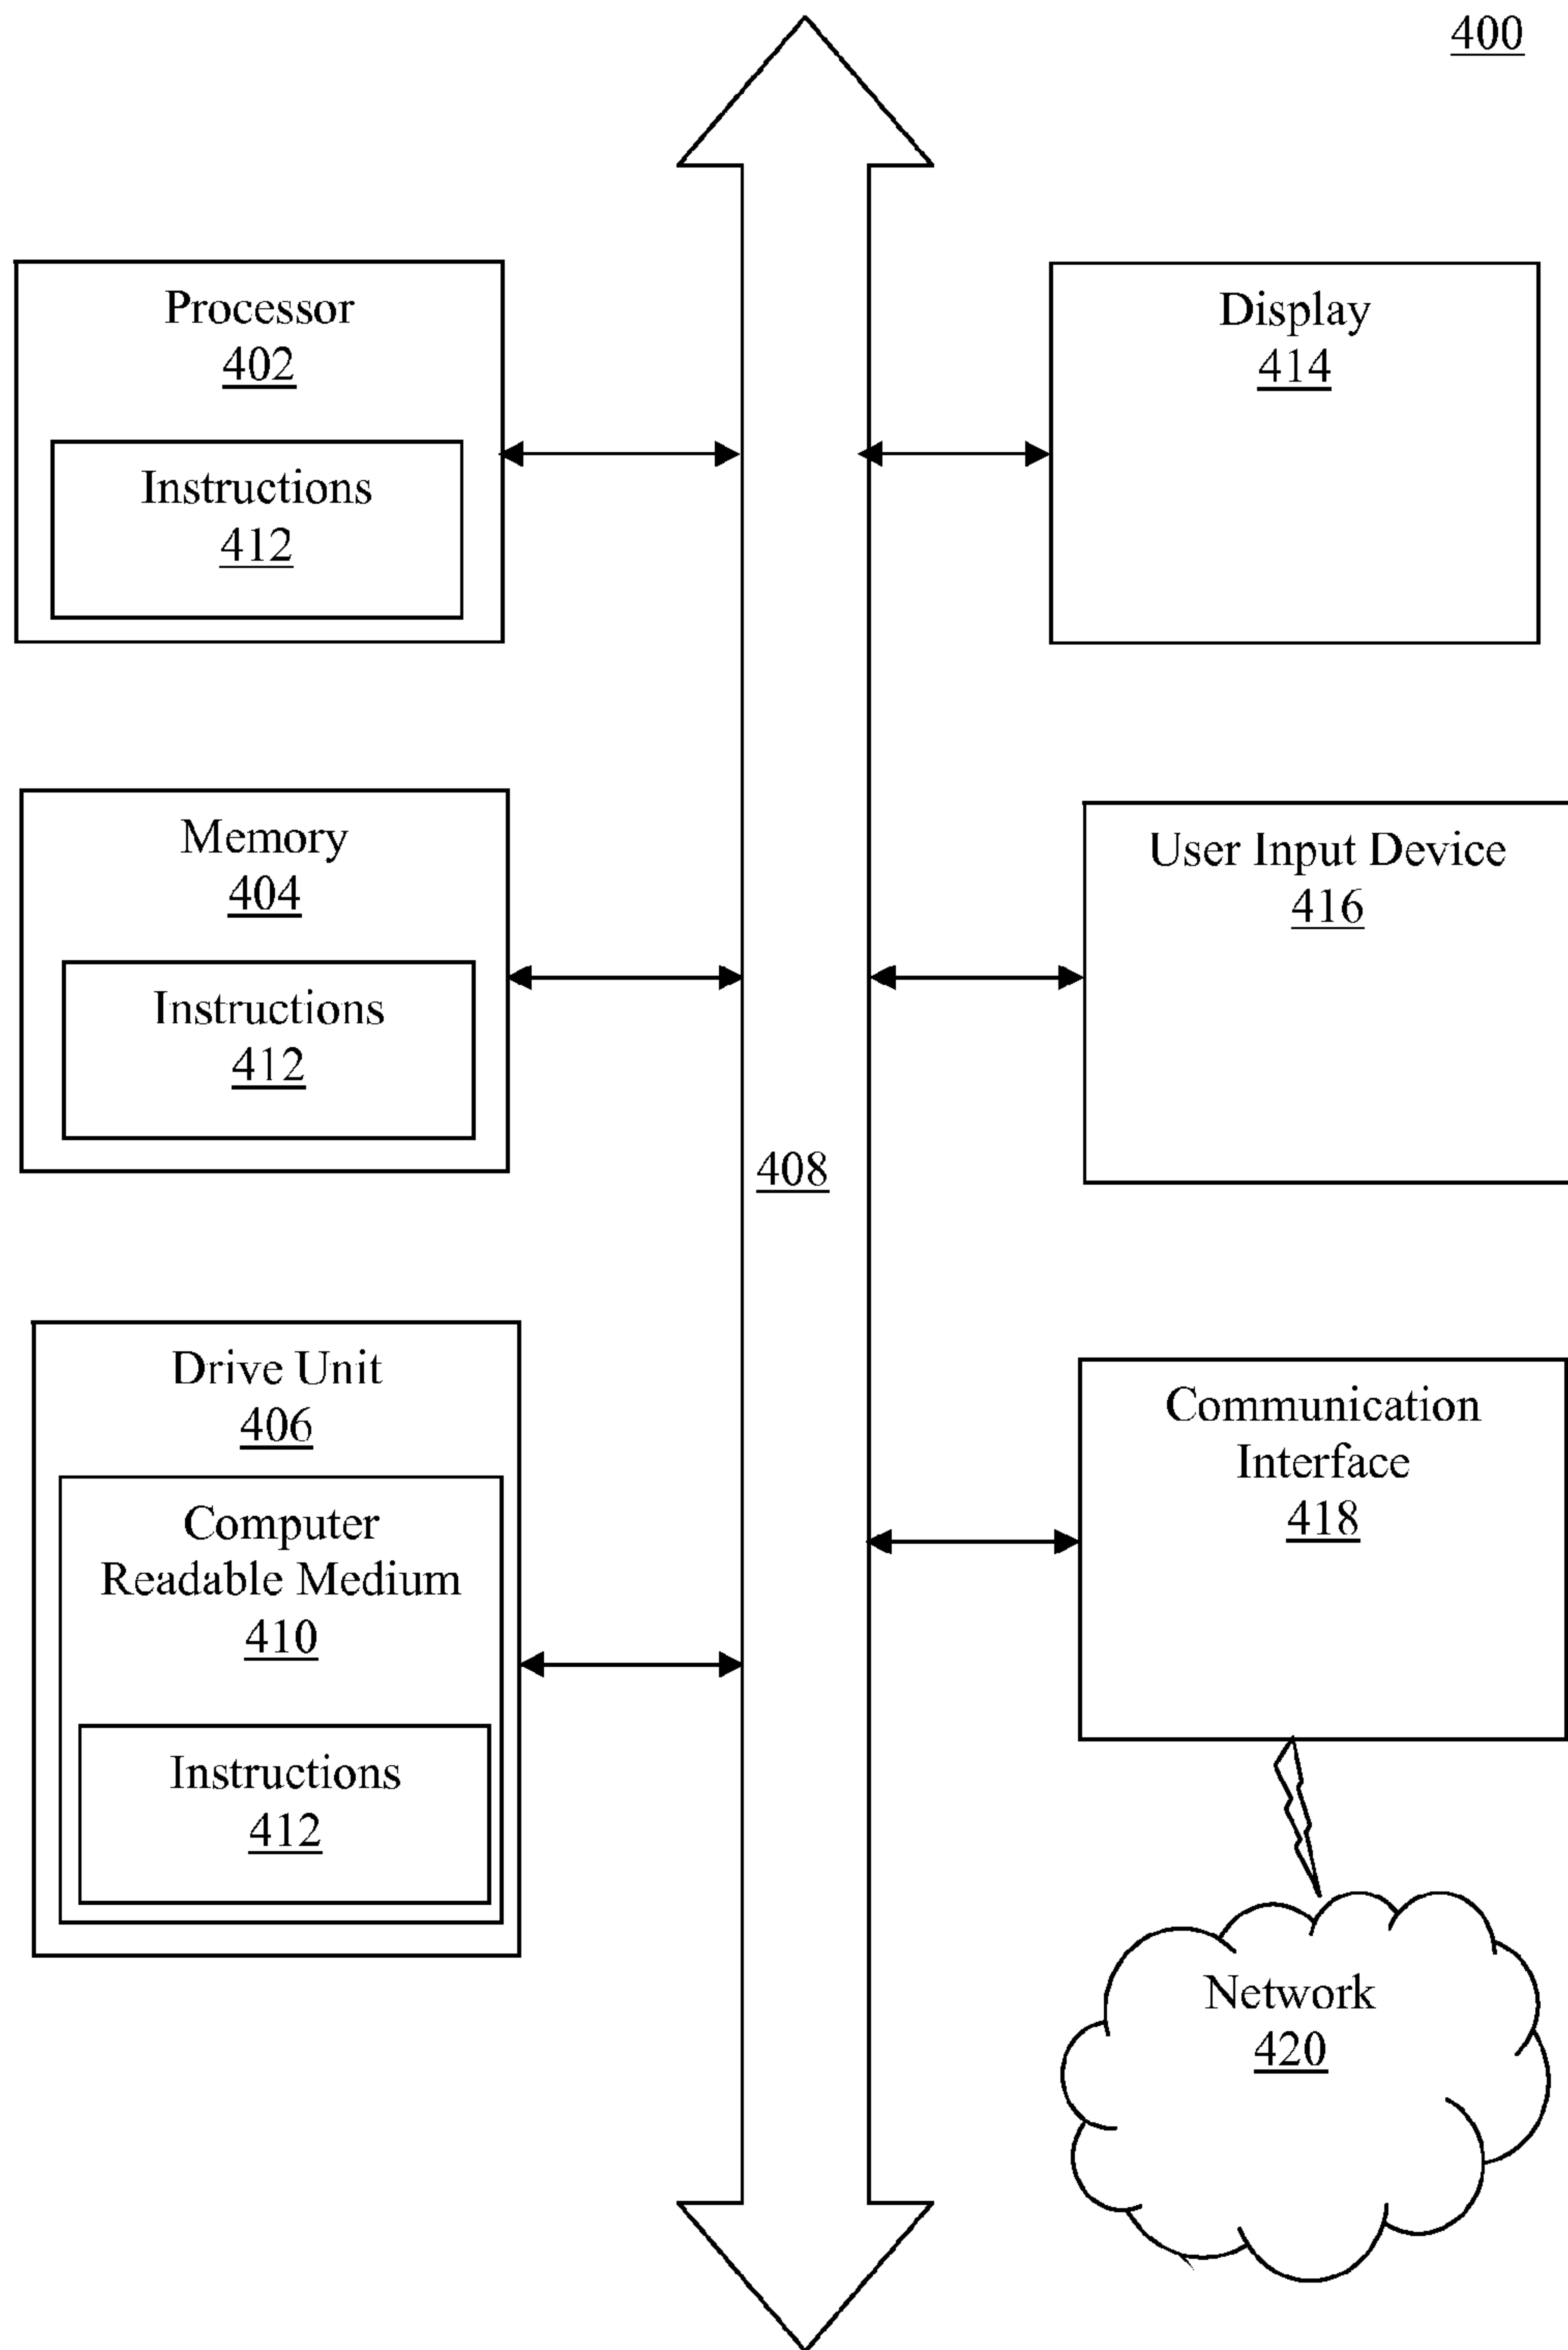 400
Processor
402
Instructions
412
Display
414
Memory
404
Instructions
412
User Input Device
416
408
Drive Unit
406
Computer
Readable Medium
410
Instructions
412
Communication
Interface
418
Network
420